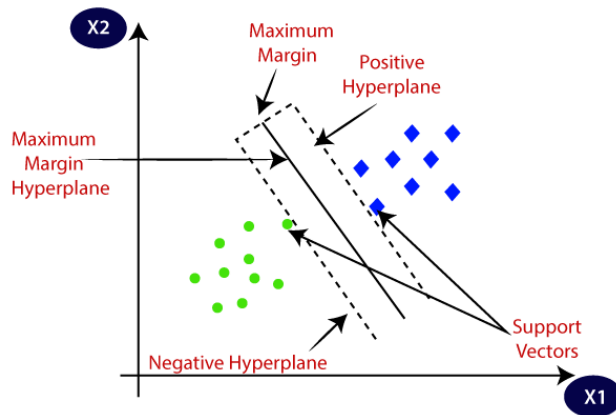 X2
Maximum
Margin
Positive
Hyperplane
Maximum
Margin
Hyperplane
Negative Hyperplane
Support
Vectors
X1